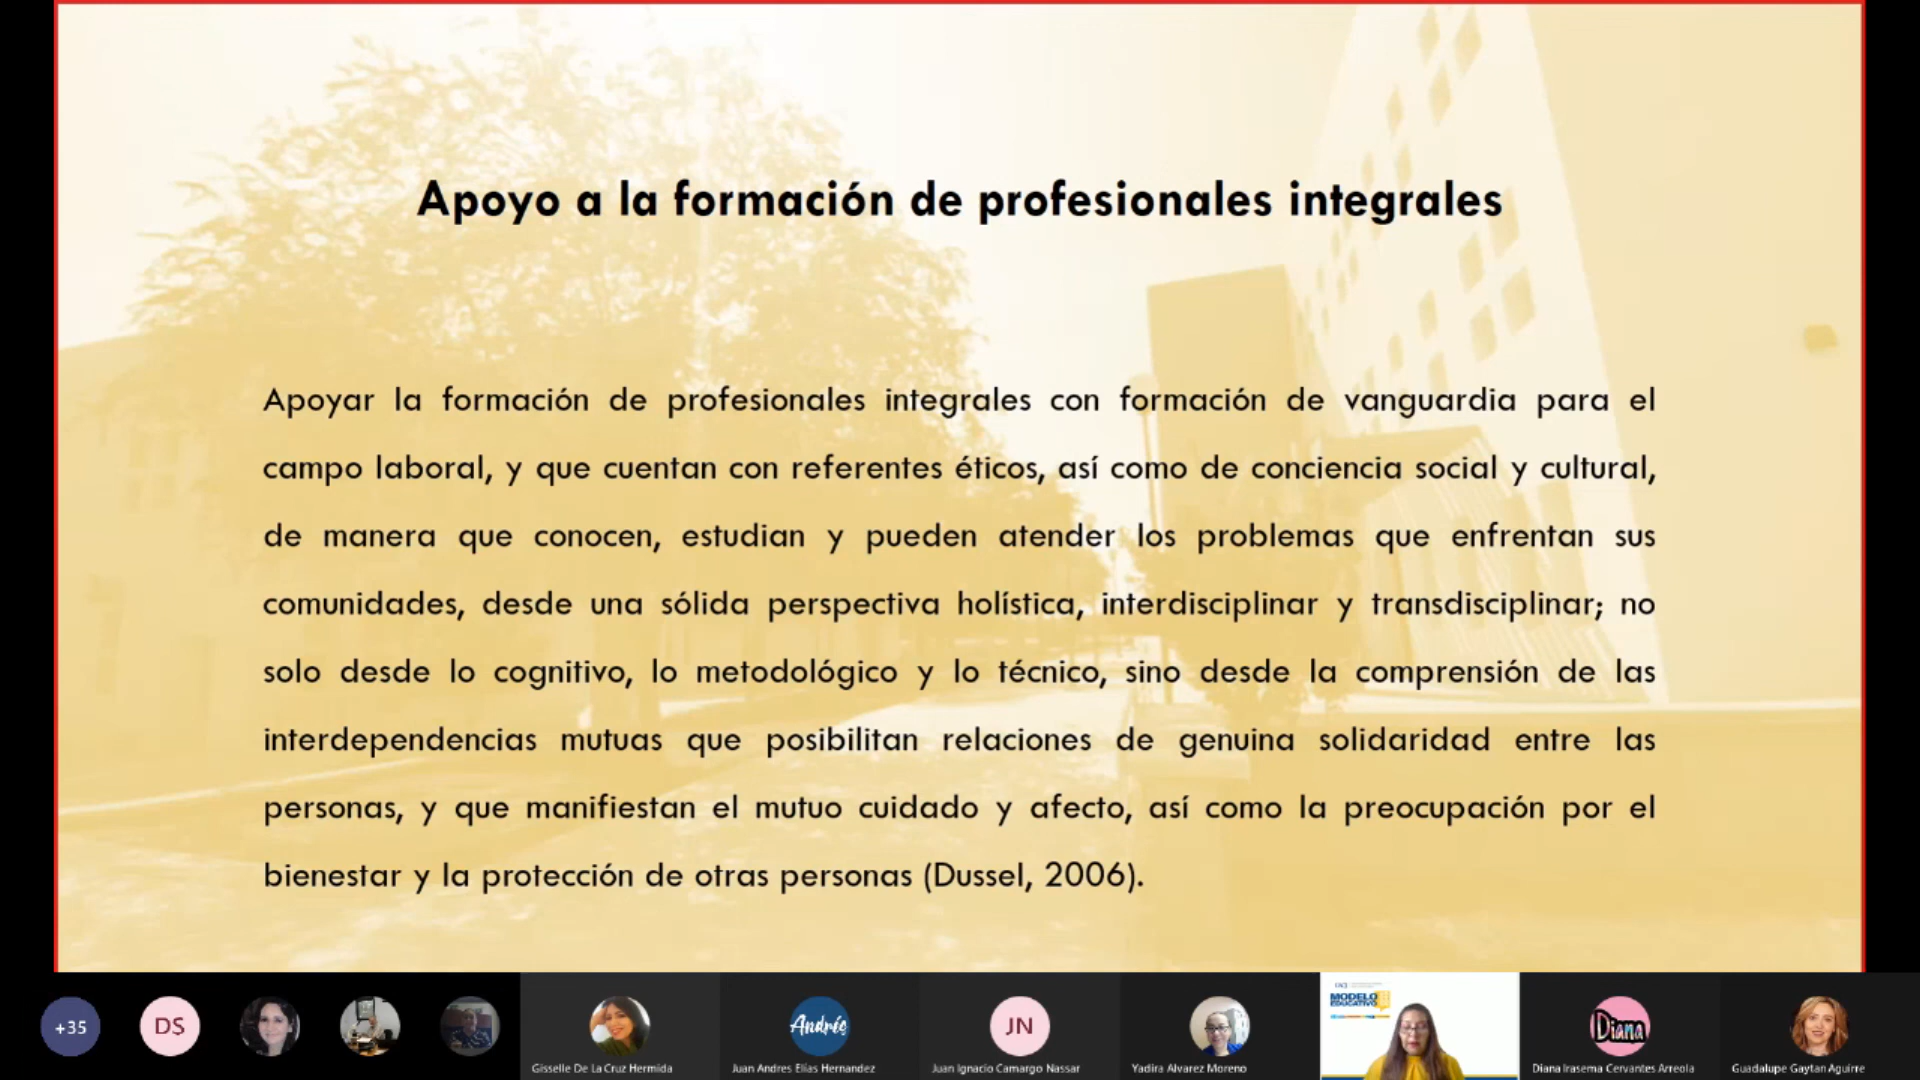 Apoyo a la formación de profesionales integrales
Apoyar la formación de profesionales integrales con formación de vanguardia para el
campo laboral, y que cuentan con referentes éticos, así como de conciencia social y cultural,
de manera que conocen, estudian y pueden atender los problemas que enfrentan sus
comunidades, desde una sólida perspectiva holística, interdisciplinar y transdisciplinar; no
solo desde lo cognitivo, lo metodológico y lo técnico, sino desde la comprensión de las
interdependencias mutuas que posibilitan relaciones de genuina solidaridad entre las
personas, y que manifiestan el mutuo cuidado y afecto, así como la preocupación por el
bienestar y la protección de otras personas (Dussel, 2006).
+35
DS
Andrés
JN
MODELO
EDUCATIVO
Diana
Gisselle De La Cruz Hermida
Juan Andres Elias Hernandez
Juan Ignacio Camargo Nassar
Yadira Alvarez Moreno
Diana Irasema Cervantes Arreola
Guadalupe Gaytan Aguirre